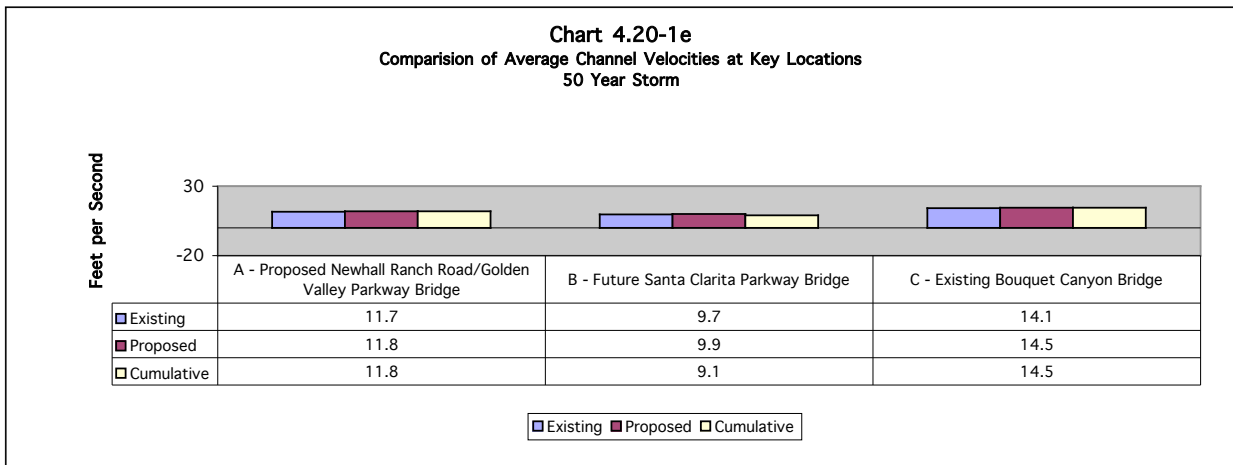 Chart 4.20-1e
Comparision of Average Channel Velocities at Key Locations
50 Year Storm
Feet per Second
30
-20
A - Proposed Newhall Ranch Road/Golden
Valley Parkway Bridge
B - Future Santa Clarita Parkway Bridge
C - Existing Bouquet Canyon Bridge
Existing 11.7 9.7 14.1
Proposed 11.8 9.9 14.5
Cumulative 11.8 9.1 14.5
Existing Proposed Cumulative